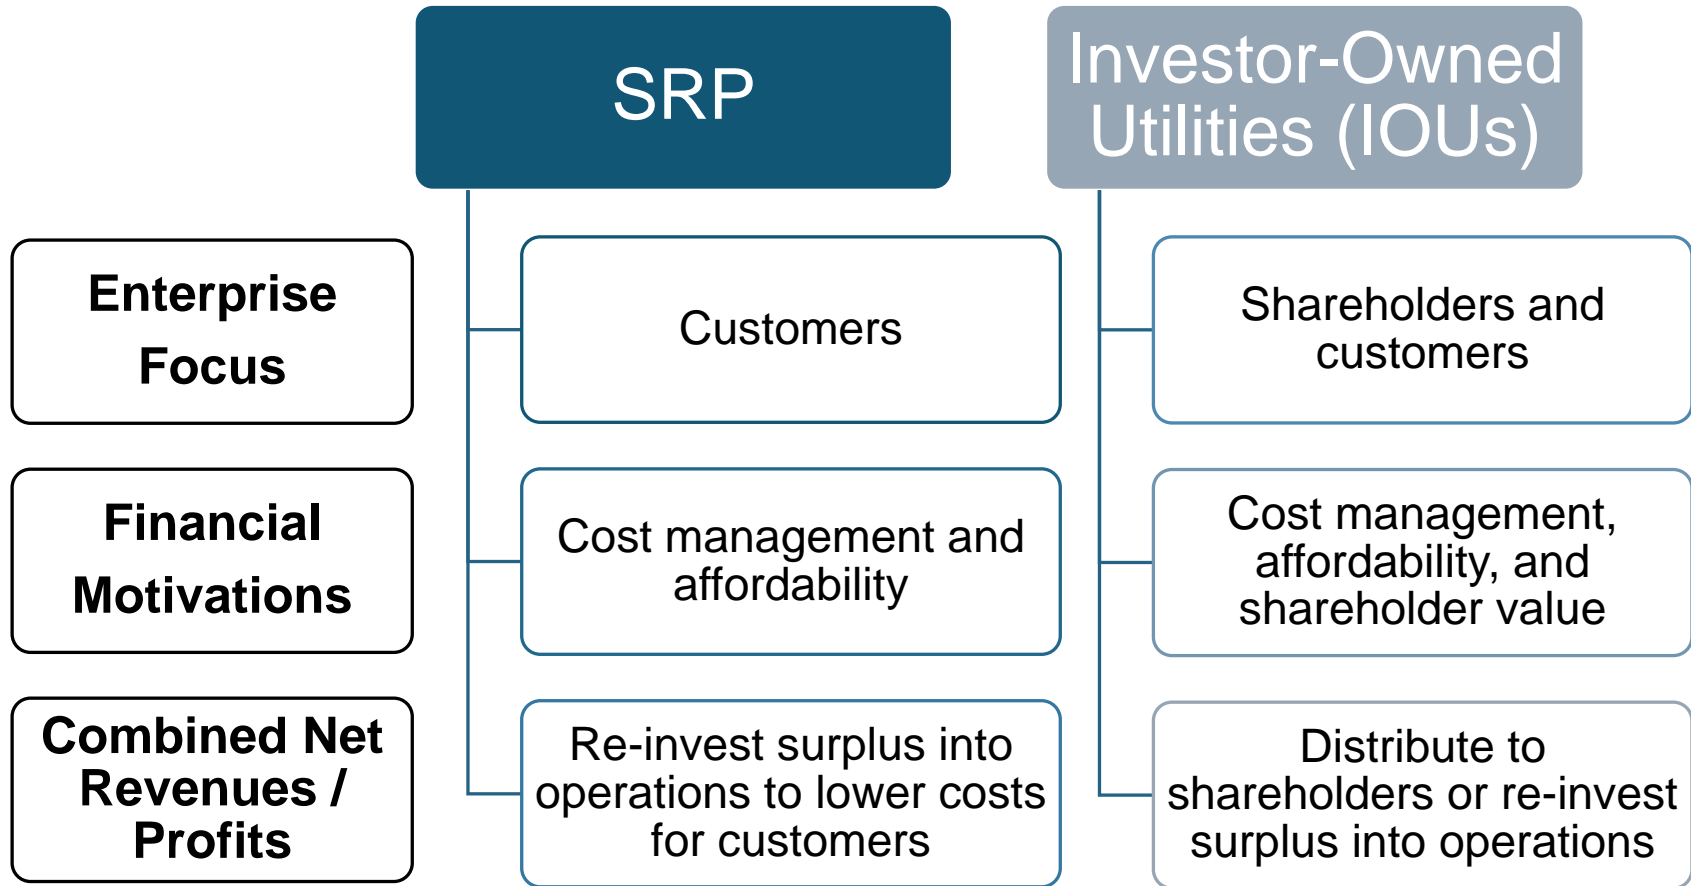 SRP
Investor-Owned
Utilities (IOUs)
Enterprise
Focus
Customers
Shareholders and
customers
Financial
Motivations
Cost management and
affordability
Cost management,
affordability, and
shareholder value
Combined Net
Revenues /
Profits
Re-invest surplus into
operations to lower costs
for customers
Distribute to
shareholders or re-invest
surplus into operations